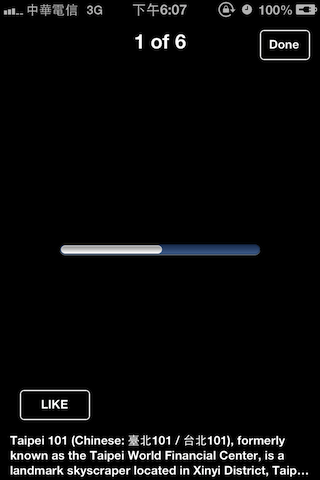 中華電信 3G 下午6:07 100%
1 of 6
Done
LIKE
Taipei 101 (Chinese: 臺北101 / 台北101), formerly
known as the Taipei World Financial Center, is a
landmark skyscraper located in Xinyi District, Taip…